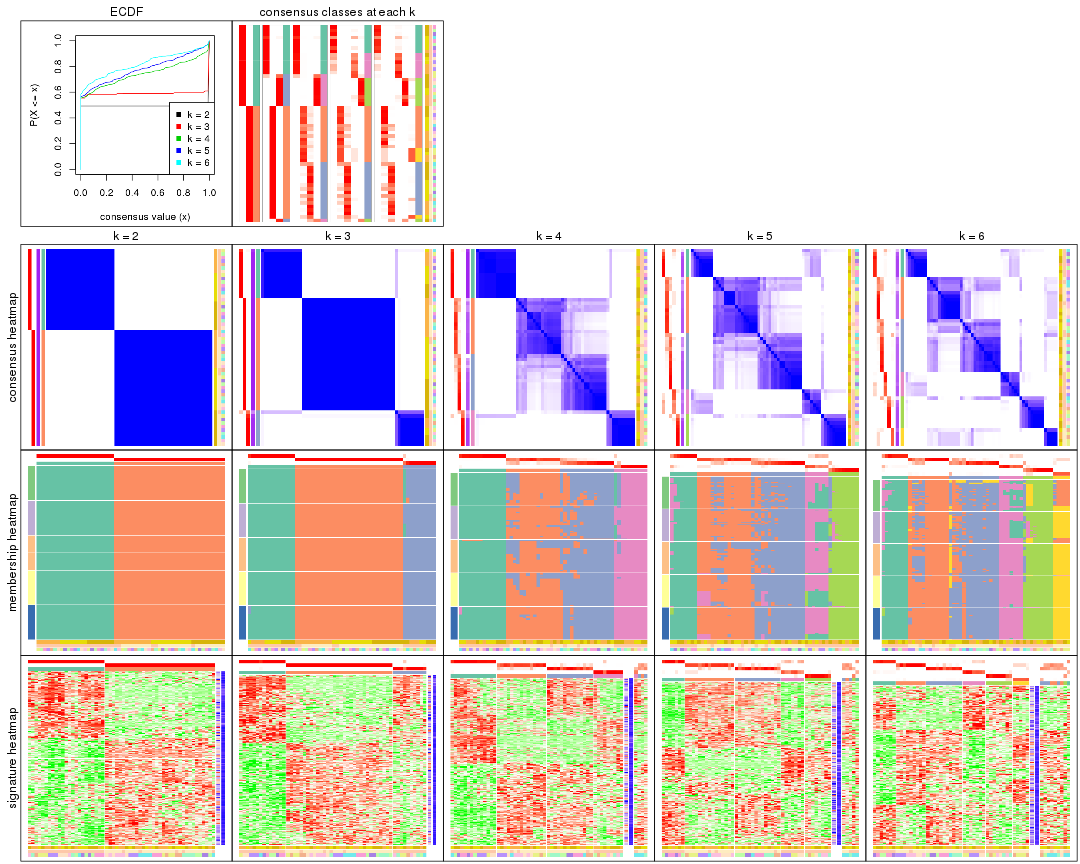 ECDF
consensus classes at each k
P(X <= x)
1.0
0.8
0.6
0.4
0.2
0.0
k = 2
k = 3
k = 4
k = 5
k = 6
0.0 0.2 0.4 0.6 0.8 1.0
consensus value (x)
k = 2 k = 3 k = 4 k = 5 k = 6
consensus heatmap
membership heatmap
signature heatmap